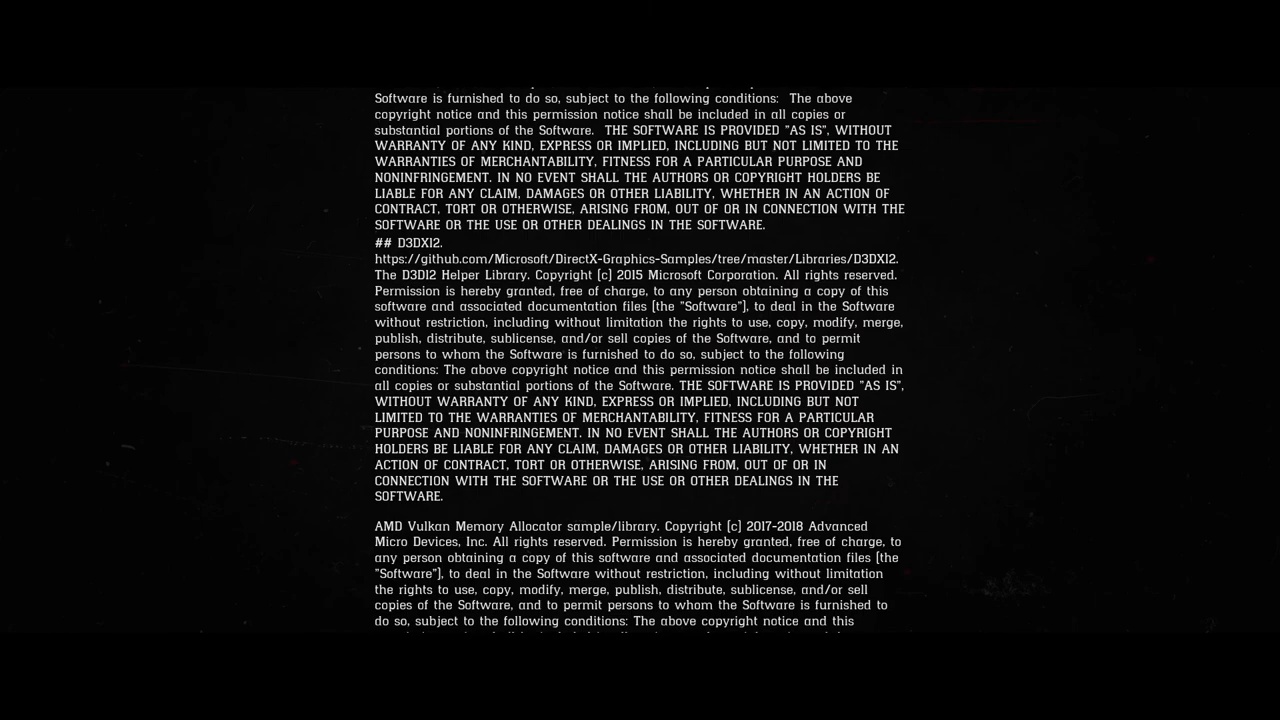 Software is furnished to do so, subject to the following conditions:  The above
copyright notice and this permission notice shall be included in all copies or
substantial portions of the Software.  THE SOFTWARE IS PROVIDED "AS IS", WITHOUT
WARRANTY OF ANY KIND, EXPRESS OR IMPLIED, INCLUDING BUT NOT LIMITED TO THE
WARRANTIES OF MERCHANTABILITY, FITNESS FOR A PARTICULAR PURPOSE AND
NONINFRINGEMENT. IN NO EVENT SHALL THE AUTHORS OR COPYRIGHT HOLDERS BE
LIABLE FOR ANY CLAIM, DAMAGES OR OTHER LIABILITY, WHETHER IN AN ACTION OF
CONTRACT, TORT OR OTHERWISE, ARISING FROM, OUT OF OR IN CONNECTION WITH THE
SOFTWARE OR THE USE OR OTHER DEALINGS IN THE SOFTWARE.
## D3DX12.
https://github.com/Microsoft/DirectX-Graphics-Samples/tree/master/Libraries/D3DX12.
The D3D12 Helper Library. Copyright (c) 2015 Microsoft Corporation. All rights reserved.
Permission is hereby granted, free of charge, to any person obtaining a copy of this
software and associated documentation files (the "Software"), to deal in the Software
without restriction, including without limitation the rights to use, copy, modify, merge,
publish, distribute, sublicense, and/or sell copies of the Software, and to permit
persons to whom the Software is furnished to do so, subject to the following
conditions: The above copyright notice and this permission notice shall be included in
all copies or substantial portions of the Software. THE SOFTWARE IS PROVIDED "AS IS",
WITHOUT WARRANTY OF ANY KIND, EXPRESS OR IMPLIED, INCLUDING BUT NOT
LIMITED TO THE WARRANTIES OF MERCHANTABILITY, FITNESS FOR A PARTICULAR
PURPOSE AND NONINFRINGEMENT. IN NO EVENT SHALL THE AUTHORS OR COPYRIGHT
HOLDERS BE LIABLE FOR ANY CLAIM, DAMAGES OR OTHER LIABILITY, WHETHER IN AN
ACTION OF CONTRACT, TORT OR OTHERWISE, ARISING FROM, OUT OF OR IN
CONNECTION WITH THE SOFTWARE OR THE USE OR OTHER DEALINGS IN THE
SOFTWARE.
AMD Vulkan Memory Allocator sample/library. Copyright (c) 2017-2018 Advanced
Micro Devices, Inc. All rights reserved. Permission is hereby granted, free of charge, to
any person obtaining a copy of this software and associated documentation files (the
"Software"), to deal in the Software without restriction, including without limitation
the rights to use, copy, modify, merge, publish, distribute, sublicense, and/or sell
copies of the Software, and to permit persons to whom the Software is furnished to
do so, subject to the following conditions: The above copyright notice and this